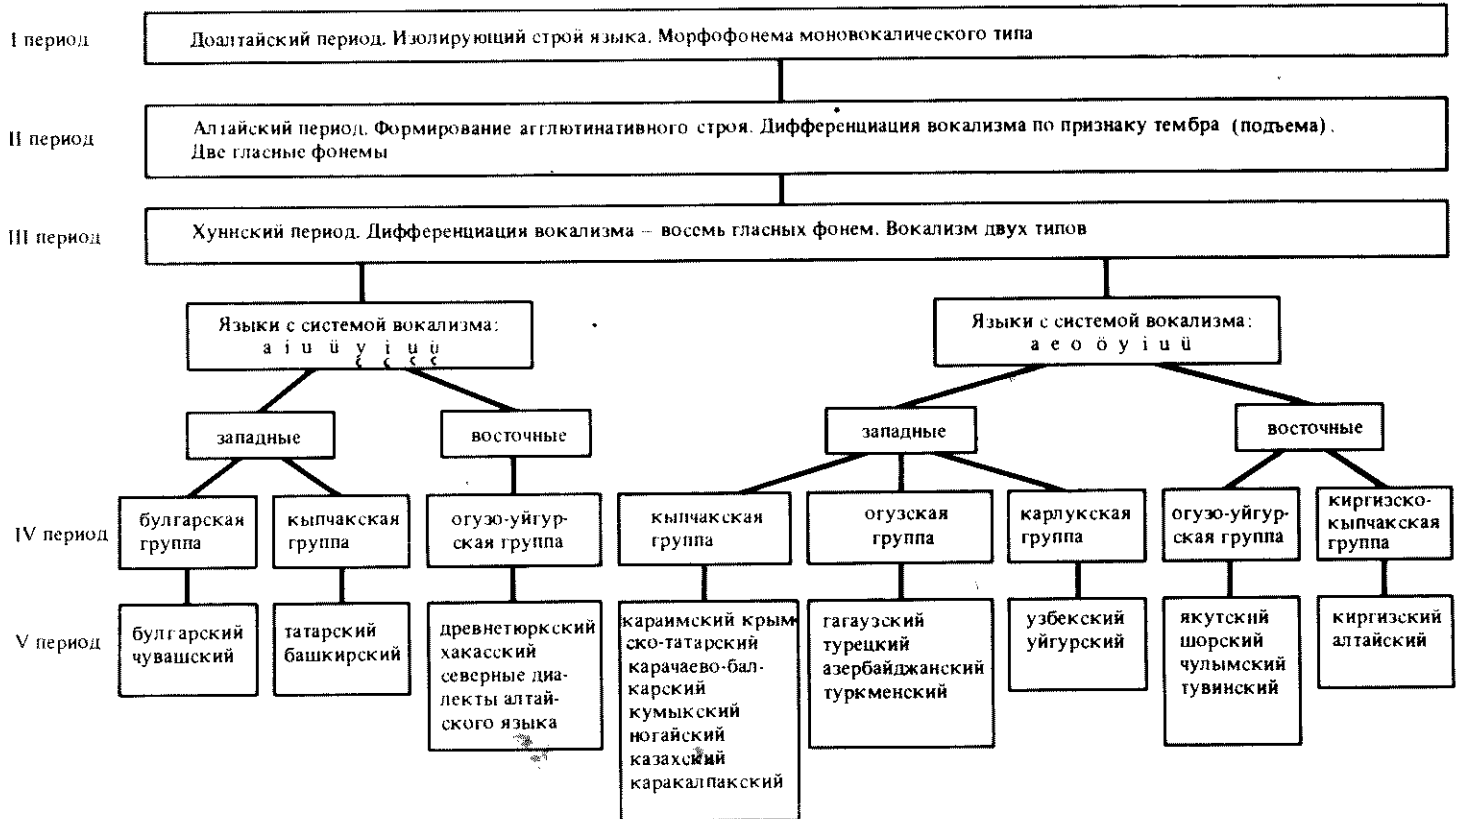 I период
Доалтайский период. Изолирующий строй языка. Морфофонема моновокалического типа
II период
Алтайский период. Формирование агглютинативного строя. Дифференциация вокализма по признаку тембра (подъема).
Две гласные фонемы
III период
Хуннский период. Дифференциация вокализма – восемь гласных фонем. Вокализм двух типов
Языки с системой вокализма:
a i u ü y̨ į ų ų̈
Языки с системой вокализма:
a e o ö y i u ü
западные
восточные
западные
восточные
IV период
булгарская
группа
кыпчакская
группа
огузо-уйгур-
ская группа
кыпчакская
группа
огузская
группа
карлукская
группа
огузо-уйгур-
ская группа
киргизско-
кыпчакская
группа
V период
булгарский
чувашский
татарский
башкирский
древнетюркский
хакасский
северные диа-
лекты алтай-
ского языка
караимский крым-
ско-татарский
карачаево-бал-
карский
кумыкский
ногайский
казахский
каракалпакский
гагаузский
турецкий
азербайджанский
туркменский
узбекский
уйгурский
якутский
шорский
чулымский
тувинский
киргизский
алтайский